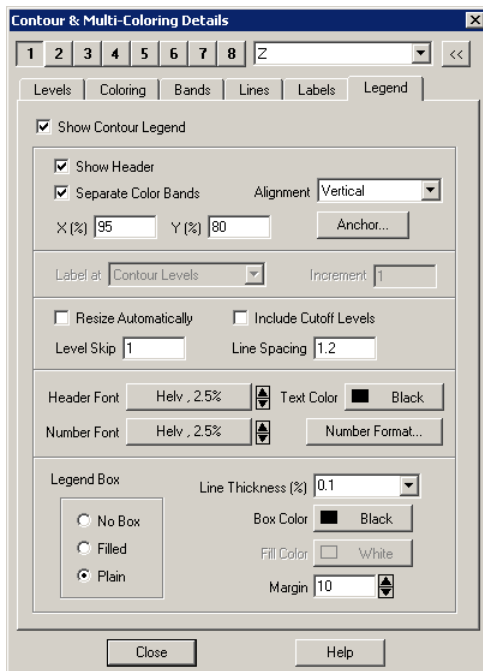 Contour & Multi-Coloring Details
1 2 3 4 5 6 7 8 Z <<
Levels Coloring Bands Lines Labels Legend
Show Contour Legend
Show Header
Separate Color Bands Alignment Vertical
X (%) 95 Y (%) 80 Anchor...
Label at Contour Levels Increment 1
Resize Automatically Include Cutoff Levels
Level Skip 1 Line Spacing 1.2
Header Font Helv , 2.5% Text Color Black
Number Font Helv , 2.5% Number Format...
Legend Box Line Thickness (%) 0.1
No Box Box Color Black
Filled Fill Color White
Plain Margin 10
Close Help